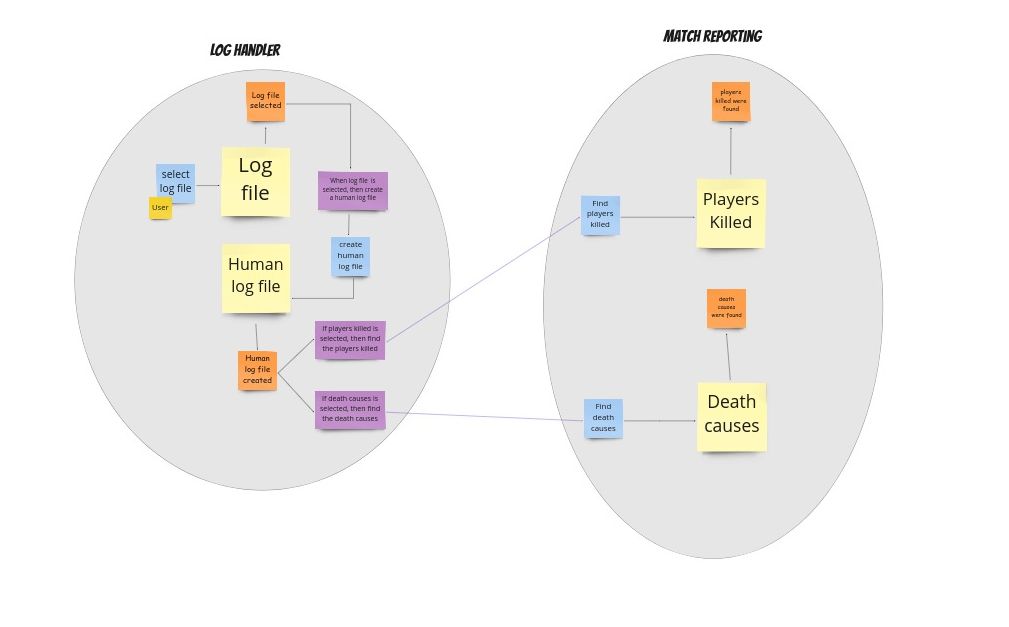 LOG HANDLER
Log file
selected
select
log file
User
Log
file
When log file is
selected, then create
a human log file
create
human
log file
Human
log file
Human
log file
created
If players killed is
selected, then find
the players killed
If death causes is
selected, then find
the death causes
MATCH REPORTING
players
killed were
found
Find
players
killed
Players
Killed
death
causes
were found
Find
death
causes
Death
causes